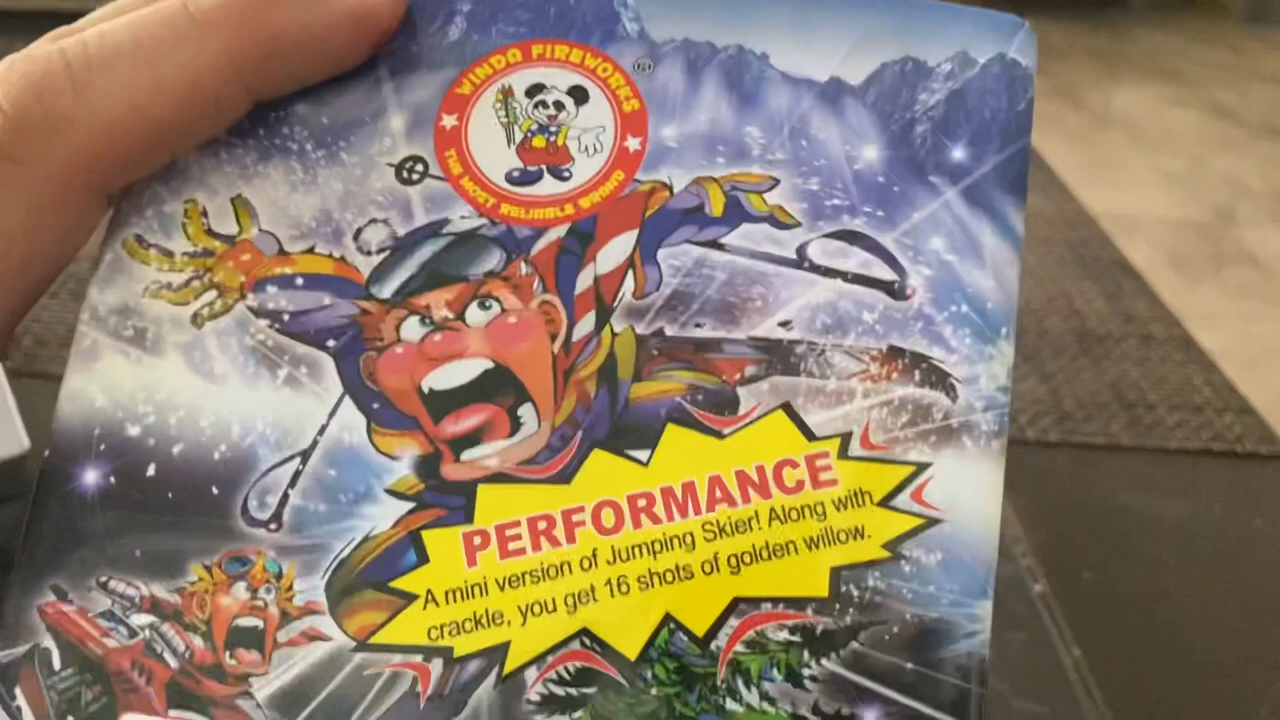 WINDA FIREWORKS
®
THE MOST RELIABLE BRAND
PERFORMANCE
A mini version of Jumping Skier! Along with
crackle, you get 16 shots of golden willow.